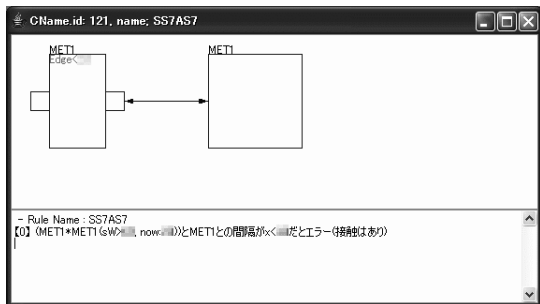 CName.id: 121, name; SS7AS7
MET1
MET1
Edge<
- Rule Name : SS7AS7
【0】 (MET1*MET1(sW> , now= ))とMET1との間隔がx< だとエラー(接触はあり)